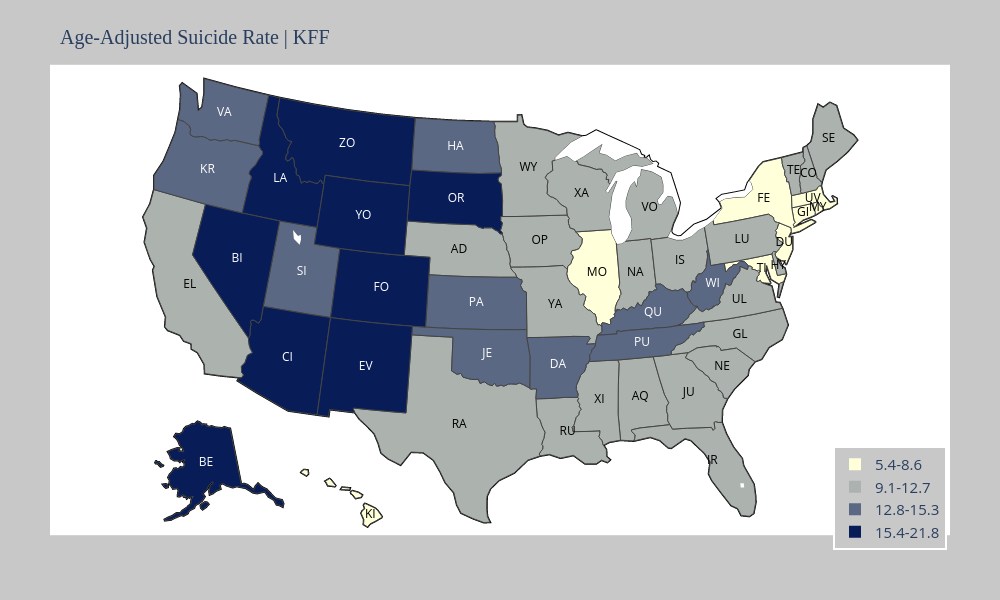 Age-Adjusted Suicide Rate | KFF
VA
ZO
HA
SE
WY
KR
TE
CO
LA
XA
OR
FE
UV
VO
MY
YO
GI
LU
OP
DU
AD
BI
IS
SI
MO
NA
WI
EL
FO
UL
PA
YA
QU
GL
PU
JE
CI
DA
NE
EV
JU
AQ
XI
RA
RU
IR
BE
KI
5.4-8.6
9.1-12.7
12.8-15.3
15.4-21.8